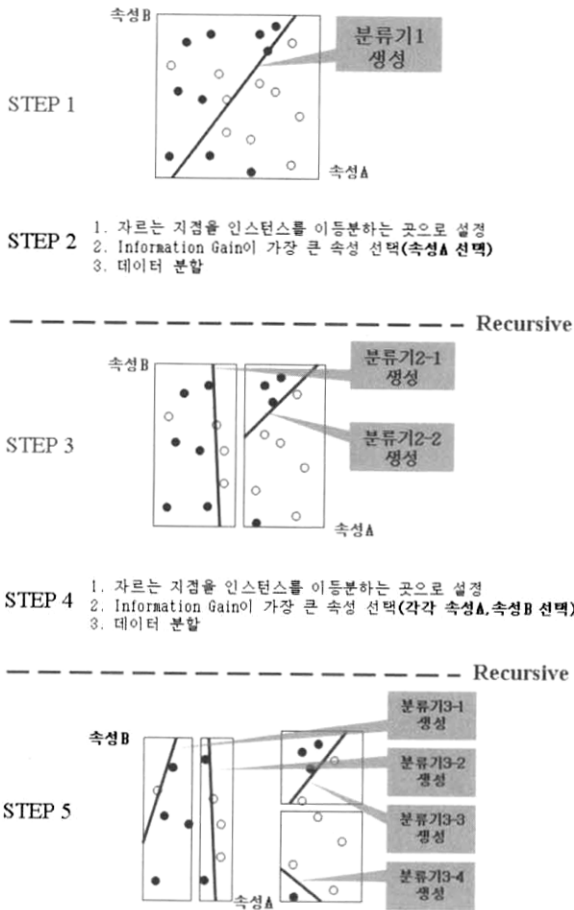 속성B
분류기1
생성
STEP 1
속성A
STEP 2
1. 자르는 지점을 인스턴스를 이등분하는 곳으로 설정
2. Information Gain이 가장 큰 속성 선택(속성A 선택)
3. 데이터 분할
Recursive
속성B
분류기2-1
생성
STEP 3
분류기2-2
생성
속성A
STEP 4
1. 자르는 지점을 인스턴스를 이등분하는 곳으로 설정
2. Information Gain이 가장 큰 속성 선택(각각 속성A,속성B 선택)
3. 데이터 분할
Recursive
속성B
분류기3-1
생성
분류기3-2
생성
STEP 5
분류기3-3
생성
분류기3-4
생성
속성A